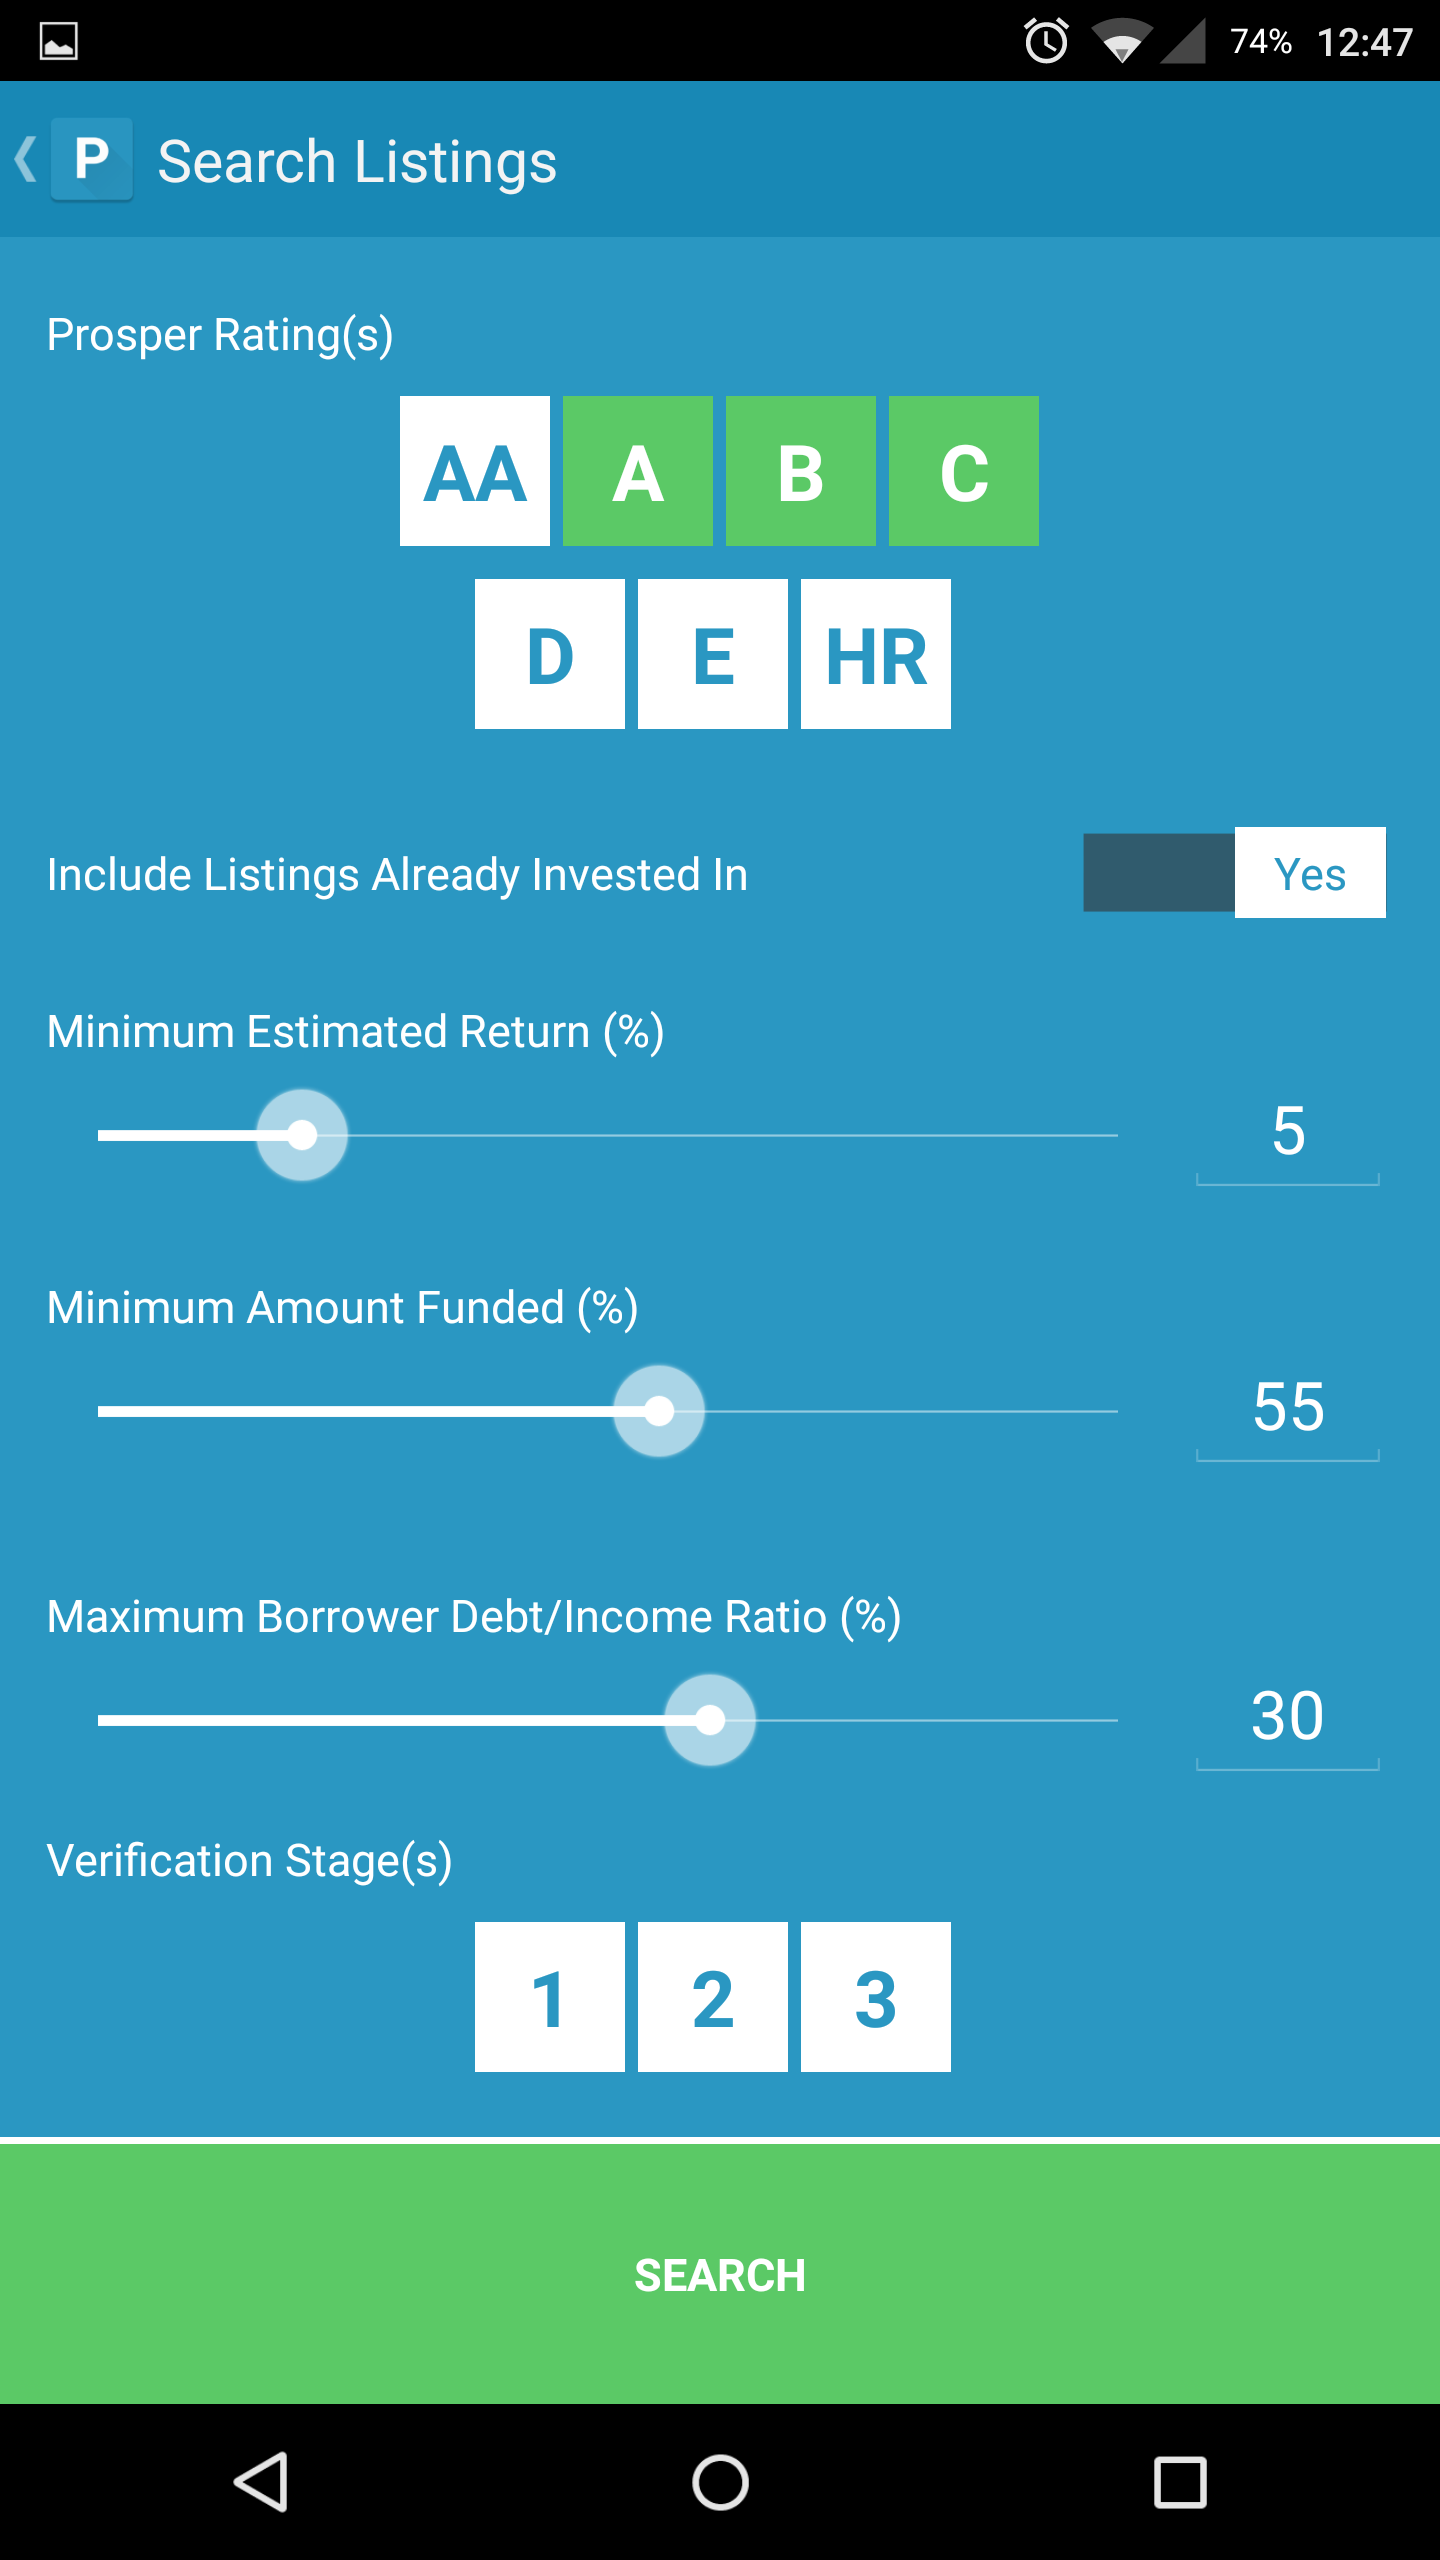 74% 12:47
P Search Listings
Prosper Rating(s)
AA A B C
D E HR
Include Listings Already Invested In Yes
Minimum Estimated Return (%)
5
Minimum Amount Funded (%)
55
Maximum Borrower Debt/Income Ratio (%)
30
Verification Stage(s)
1 2 3
SEARCH